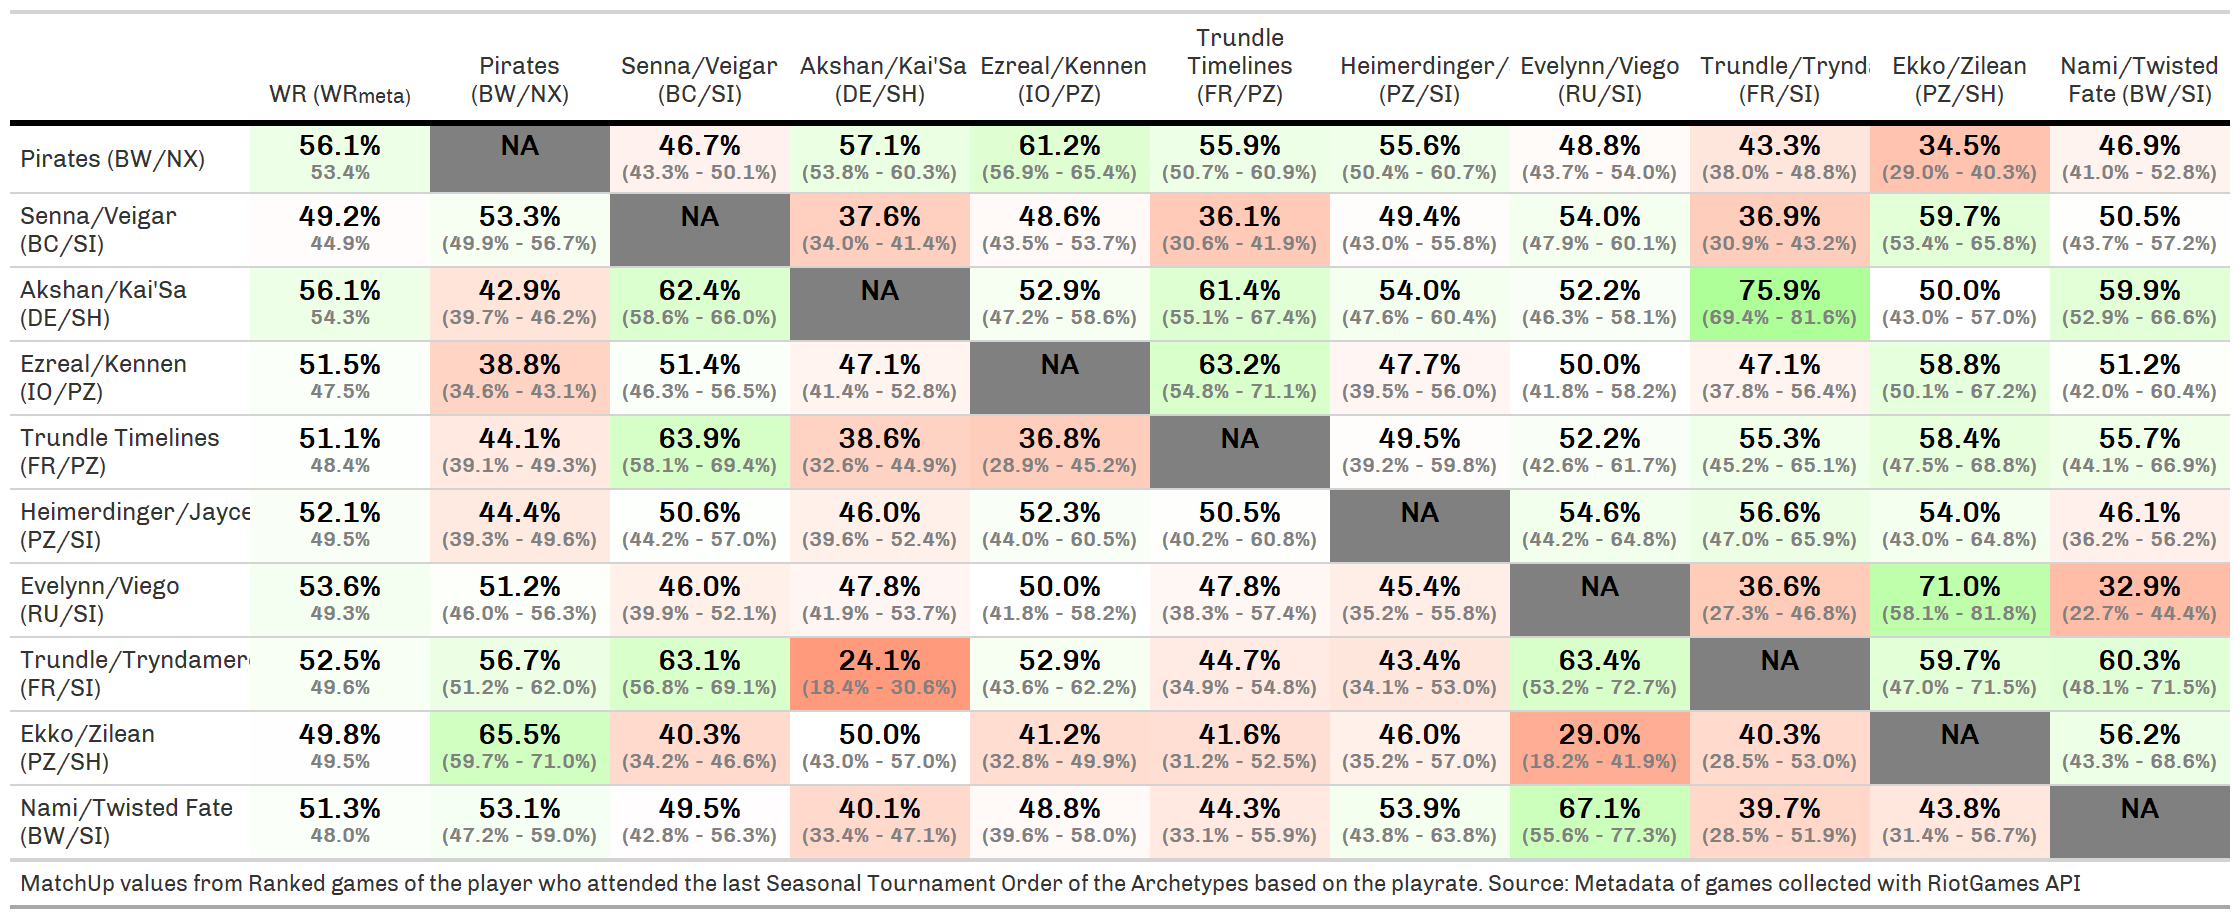 WR (WRmeta) Pirates (BW/NX) Senna/Veigar (BC/SI) Akshan/Kai'Sa (DE/SH) Ezreal/Kennen (IO/PZ) Trundle Timelines (FR/PZ) Heimerdinger/ (PZ/SI) Evelynn/Viego (RU/SI) Trundle/Trynd (FR/SI) Ekko/Zilean (PZ/SH) Nami/Twisted Fate (BW/SI)
Pirates (BW/NX) 56.1% NA 46.7% 57.1% 61.2% 55.9% 55.6% 48.8% 43.3% 34.5% 46.9%
53.4% (43.3% - 50.1%) (53.8% - 60.3%) (56.9% - 65.4%) (50.7% - 60.9%) (50.4% - 60.7%) (43.7% - 54.0%) (38.0% - 48.8%) (29.0% - 40.3%) (41.0% - 52.8%)
Senna/Veigar 49.2% 53.3% NA 37.6% 48.6% 36.1% 49.4% 54.0% 36.9% 59.7% 50.5%
(BC/SI) 44.9% (49.9% - 56.7%) (34.0% - 41.4%) (43.5% - 53.7%) (30.6% - 41.9%) (43.0% - 55.8%) (47.9% - 60.1%) (30.9% - 43.2%) (53.4% - 65.8%) (43.7% - 57.2%)
Akshan/Kai'Sa 56.1% 42.9% 62.4% NA 52.9% 61.4% 54.0% 52.2% 75.9% 50.0% 59.9%
(DE/SH) 54.3% (39.7% - 46.2%) (58.6% - 66.0%) (47.2% - 58.6%) (55.1% - 67.4%) (47.6% - 60.4%) (46.3% - 58.1%) (69.4% - 81.6%) (43.0% - 57.0%) (52.9% - 66.6%)
Ezreal/Kennen 51.5% 38.8% 51.4% 47.1% NA 63.2% 47.7% 50.0% 47.1% 58.8% 51.2%
(IO/PZ) 47.5% (34.6% - 43.1%) (46.3% - 56.5%) (41.4% - 52.8%) (54.8% - 71.1%) (39.5% - 56.0%) (41.8% - 58.2%) (37.8% - 56.4%) (50.1% - 67.2%) (42.0% - 60.4%)
Trundle Timelines 51.1% 44.1% 63.9% 38.6% 36.8% NA 49.5% 52.2% 55.3% 58.4% 55.7%
(FR/PZ) 48.4% (39.1% - 49.3%) (58.1% - 69.4%) (32.6% - 44.9%) (28.9% - 45.2%) (39.2% - 59.8%) (42.6% - 61.7%) (45.2% - 65.1%) (47.5% - 68.8%) (44.1% - 66.9%)
Heimerdinger/Jayce 52.1% 44.4% 50.6% 46.0% 52.3% 50.5% NA 54.6% 56.6% 54.0% 46.1%
(PZ/SI) 49.5% (39.3% - 49.6%) (44.2% - 57.0%) (39.6% - 52.4%) (44.0% - 60.5%) (40.2% - 60.8%) (44.2% - 64.8%) (47.0% - 65.9%) (43.0% - 64.8%) (36.2% - 56.2%)
Evelynn/Viego 53.6% 51.2% 46.0% 47.8% 50.0% 47.8% 45.4% NA 36.6% 71.0% 32.9%
(RU/SI) 49.3% (46.0% - 56.3%) (39.9% - 52.1%) (41.9% - 53.7%) (41.8% - 58.2%) (38.3% - 57.4%) (35.2% - 55.8%) (27.3% - 46.8%) (58.1% - 81.8%) (22.7% - 44.4%)
Trundle/Tryndamer 52.5% 56.7% 63.1% 24.1% 52.9% 44.7% 43.4% 63.4% NA 59.7% 60.3%
(FR/SI) 49.6% (51.2% - 62.0%) (56.8% - 69.1%) (18.4% - 30.6%) (43.6% - 62.2%) (34.9% - 54.8%) (34.1% - 53.0%) (53.2% - 72.7%) (47.0% - 71.5%) (48.1% - 71.5%)
Ekko/Zilean 49.8% 65.5% 40.3% 50.0% 41.2% 41.6% 46.0% 29.0% 40.3% NA 56.2%
(PZ/SH) 49.5% (59.7% - 71.0%) (34.2% - 46.6%) (43.0% - 57.0%) (32.8% - 49.9%) (31.2% - 52.5%) (35.2% - 57.0%) (18.2% - 41.9%) (28.5% - 53.0%) (43.3% - 68.6%)
Nami/Twisted Fate 51.3% 53.1% 49.5% 40.1% 48.8% 44.3% 53.9% 67.1% 39.7% 43.8% NA
(BW/SI) 48.0% (47.2% - 59.0%) (42.8% - 56.3%) (33.4% - 47.1%) (39.6% - 58.0%) (33.1% - 55.9%) (43.8% - 63.8%) (55.6% - 77.3%) (28.5% - 51.9%) (31.4% - 56.7%)
MatchUp values from Ranked games of the player who attended the last Seasonal Tournament Order of the Archetypes based on the playrate. Source: Metadata of games collected with RiotGames API